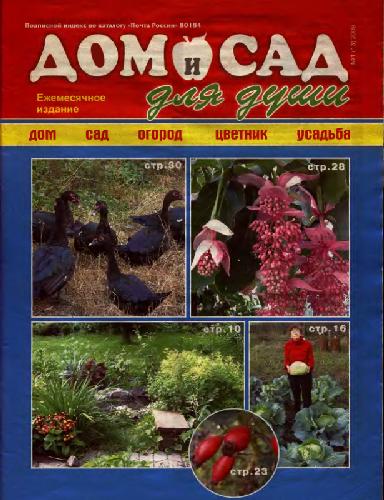 Подписной индекс по каталогу «Почта России» 80184
ДОМ И САД
для души
Ежемесячное
издание
дом сад огород цветник усадьба
стр.30
стр.28
стр.10
стр.16
стр.23